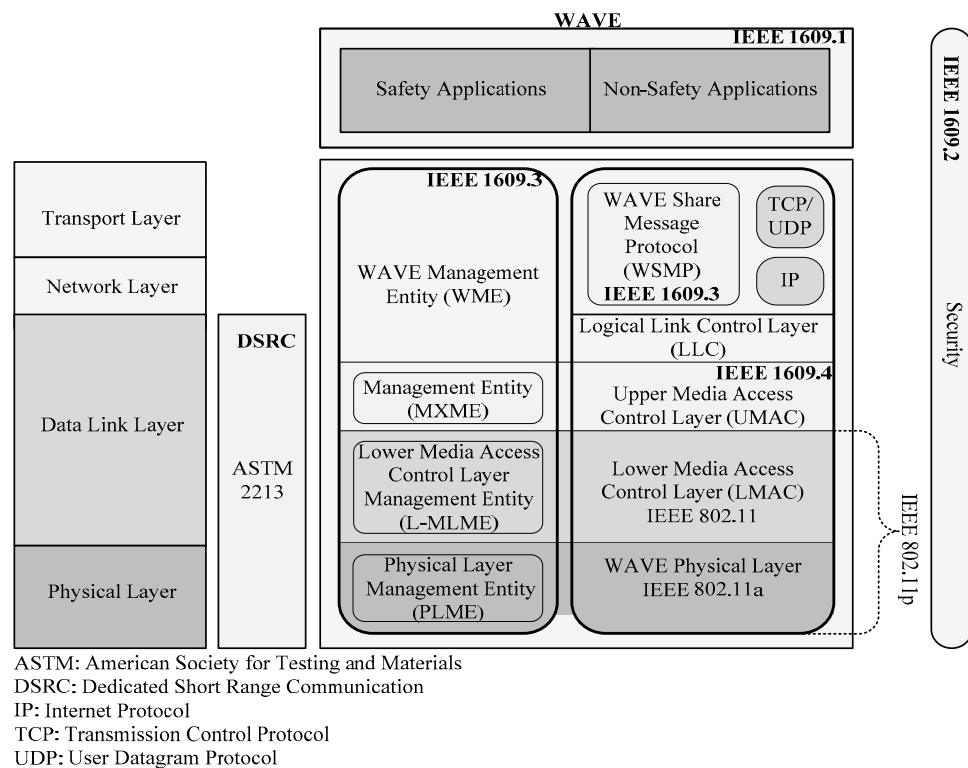 WAVE
IEEE 1609.1
Safety Applications
Non-Safety Applications
IEEE 1609.2
Security
Transport Layer
Network Layer
Data Link Layer
Physical Layer
DSRC
ASTM
2213
IEEE 1609.3
WAVE Management
Entity (WME)
Management Entity
(MXME)
Lower Media Access
Control Layer
Management Entity
(L-MLME)
Physical Layer
Management Entity
(PLME)
WAVE Share
Message
Protocol
(WSMP)
IEEE 1609.3
TCP/
UDP
IP
Logical Link Control Layer
(LLC)
IEEE 1609.4
Upper Media Access
Control Layer (UMAC)
Lower Media Access
Control Layer (LMAC)
IEEE 802.11
WAVE Physical Layer
IEEE 802.11a
IEEE 802.11p
ASTM: American Society for Testing and Materials
DSRC: Dedicated Short Range Communication
IP: Internet Protocol
TCP: Transmission Control Protocol
UDP: User Datagram Protocol